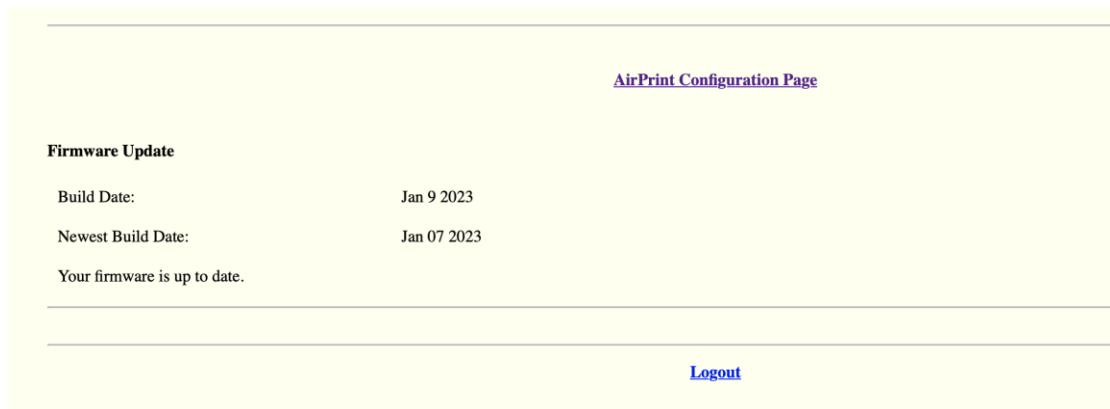 AirPrint Configuration Page
Firmware Update
Build Date: Jan 9 2023
Newest Build Date: Jan 07 2023
Your firmware is up to date.
Logout